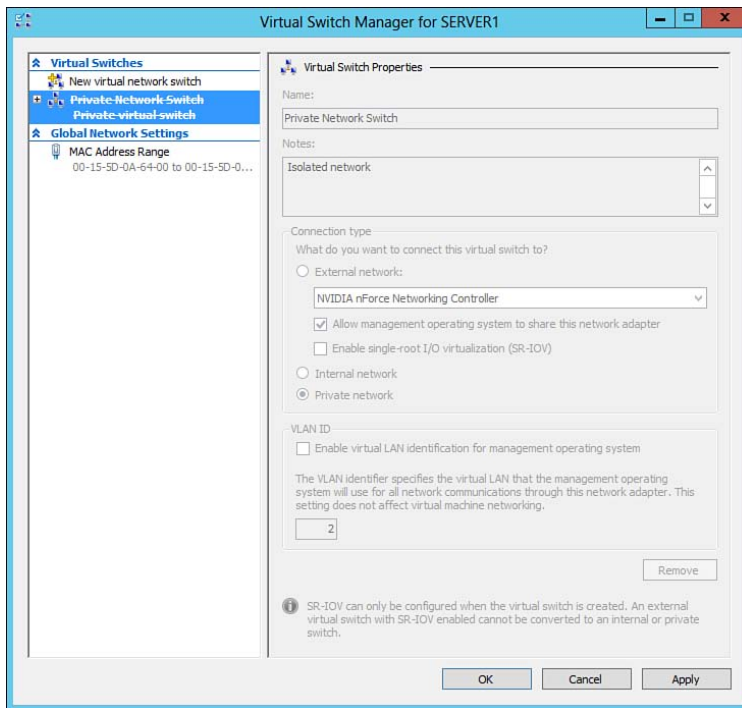 Virtual Switch Manager for SERVER1
Virtual Switches
New virtual network switch
Private Network Switch
Private virtual switch
Global Network Settings
MAC Address Range
00-15-5D-0A-64-00 to 00-15-5D-0...
Virtual Switch Properties
Name:
Private Network Switch
Notes:
Isolated network
Connection type
What do you want to connect this virtual switch to?
External network:
NVIDIA nForce Networking Controller
Allow management operating system to share this network adapter
Enable single-root I/O virtualization (SR-IOV)
Internal network
Private network
VLAN ID
Enable virtual LAN identification for management operating system
The VLAN identifier specifies the virtual LAN that the management operating
system will use for all network communications through this network adapter. This
setting does not affect virtual machine networking.
2
Remove
SR-IOV can only be configured when the virtual switch is created. An external
virtual switch with SR-IOV enabled cannot be converted to an internal or private
switch.
OK Cancel Apply